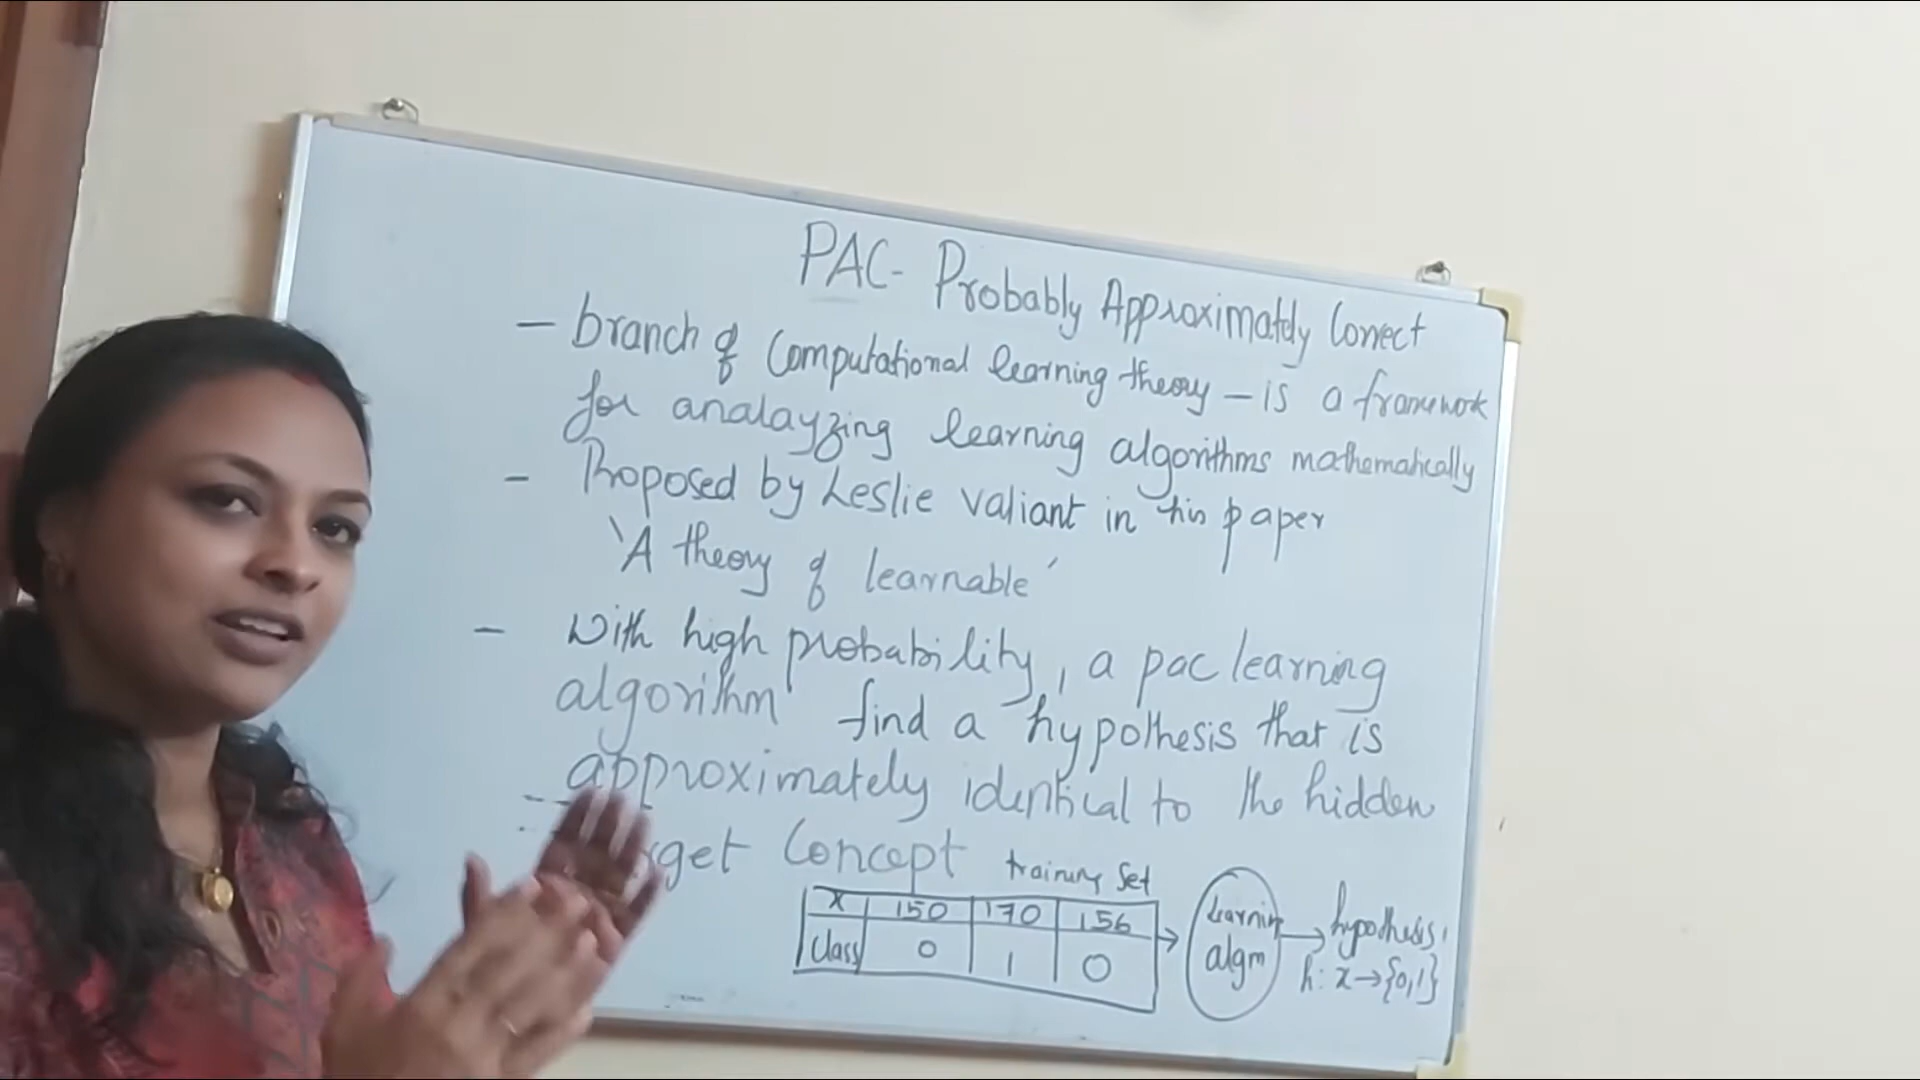 PAC- Probably Approximately Correct
- branch of Computational learning theory - is a framework
for analayzing learning algorithms mathematically
- Proposed by Leslie Valiant in his paper
'A theory of learnable'
- With high probability, a pac learning
algorithm find a hypothesis that is
approximately identical to the hidden
Concept
training Set
x 150 170 156
Class 0 1 0
learning algm
hypothesis:
h: x→{0,1}